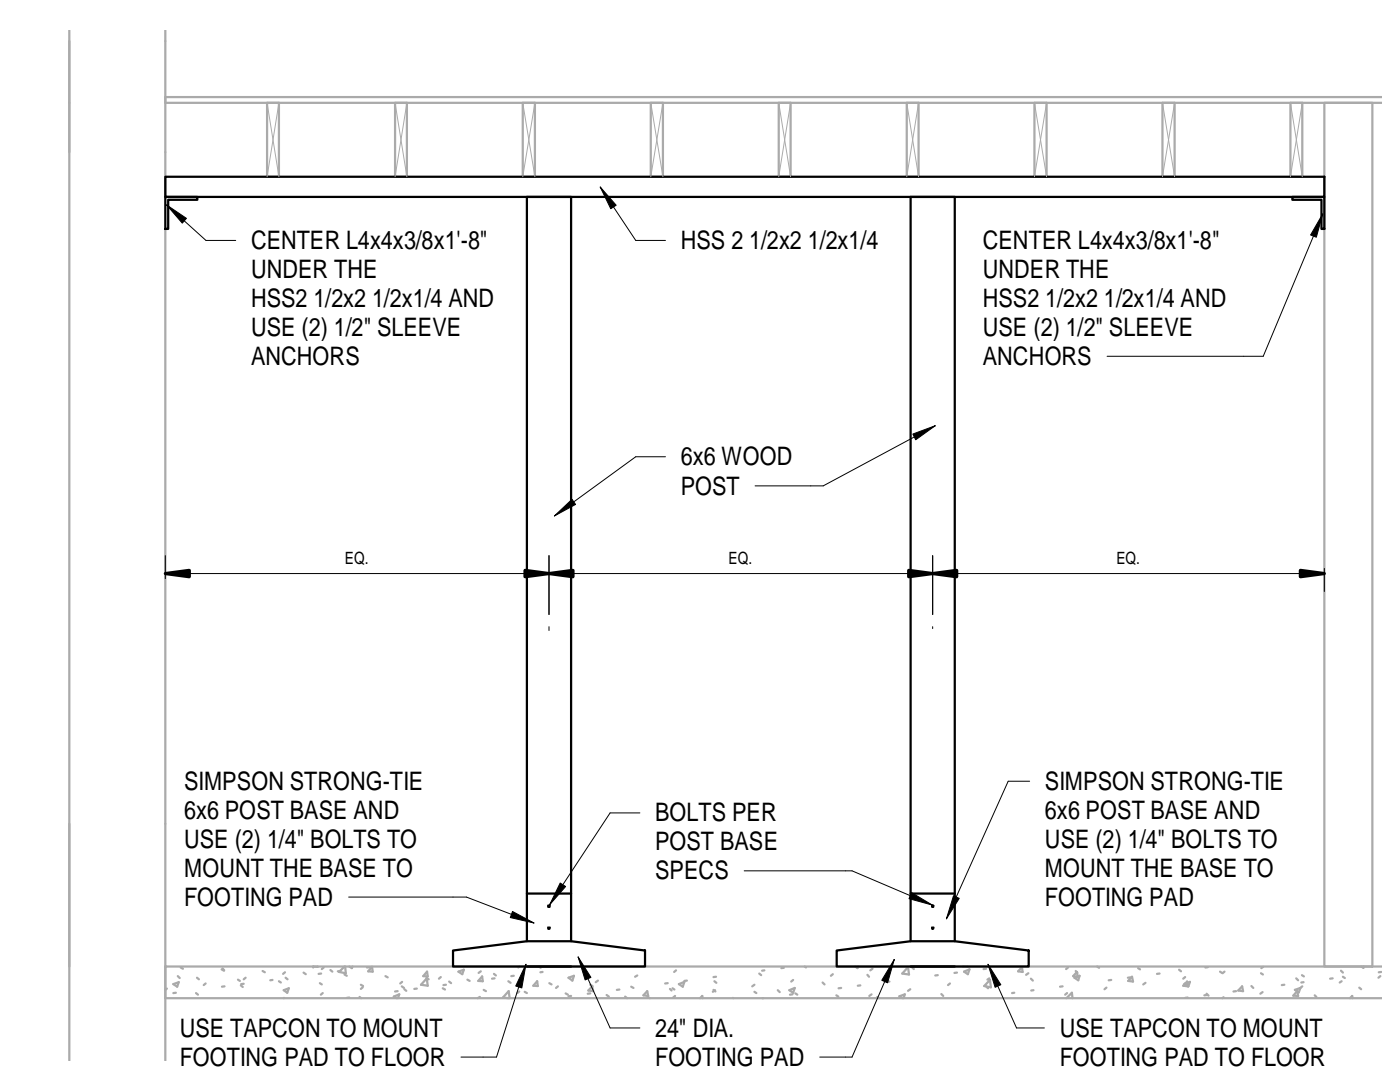 CENTER L4x4x3/8x1'-8"
UNDER THE
HSS2 1/2x2 1/2x1/4 AND
USE (2) 1/2" SLEEVE
ANCHORS
HSS 2 1/2x2 1/2x1/4
CENTER L4x4x3/8x1'-8"
UNDER THE
HSS2 1/2x2 1/2x1/4 AND
USE (2) 1/2" SLEEVE
ANCHORS
6x6 WOOD
POST
EQ.
EQ.
EQ.
SIMPSON STRONG-TIE
6x6 POST BASE AND
USE (2) 1/4" BOLTS TO
MOUNT THE BASE TO
FOOTING PAD
BOLTS PER
POST BASE
SPECS
SIMPSON STRONG-TIE
6x6 POST BASE AND
USE (2) 1/4" BOLTS TO
MOUNT THE BASE TO
FOOTING PAD
USE TAPCON TO MOUNT
FOOTING PAD TO FLOOR
24" DIA.
FOOTING PAD
USE TAPCON TO MOUNT
FOOTING PAD TO FLOOR